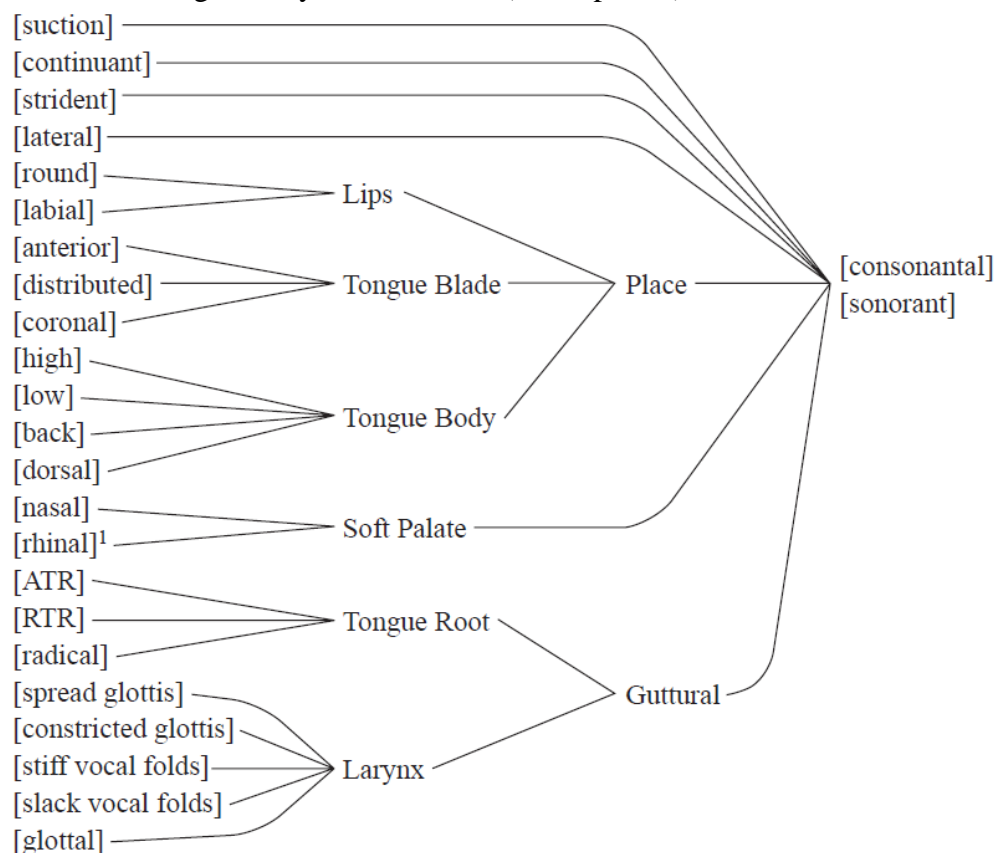 [suction]
[continuant]
[strident]
[lateral]
[round]
[labial]
Lips
[anterior]
[distributed]
[coronal]
Tongue Blade
Place
[consonantal]
[sonorant]
[high]
[low]
[back]
[dorsal]
Tongue Body
[nasal]
[rhinal]1
Soft Palate
[ATR]
[RTR]
[radical]
Tongue Root
Guttural
[spread glottis]
[constricted glottis]
[stiff vocal folds]
[slack vocal folds]
[glottal]
Larynx